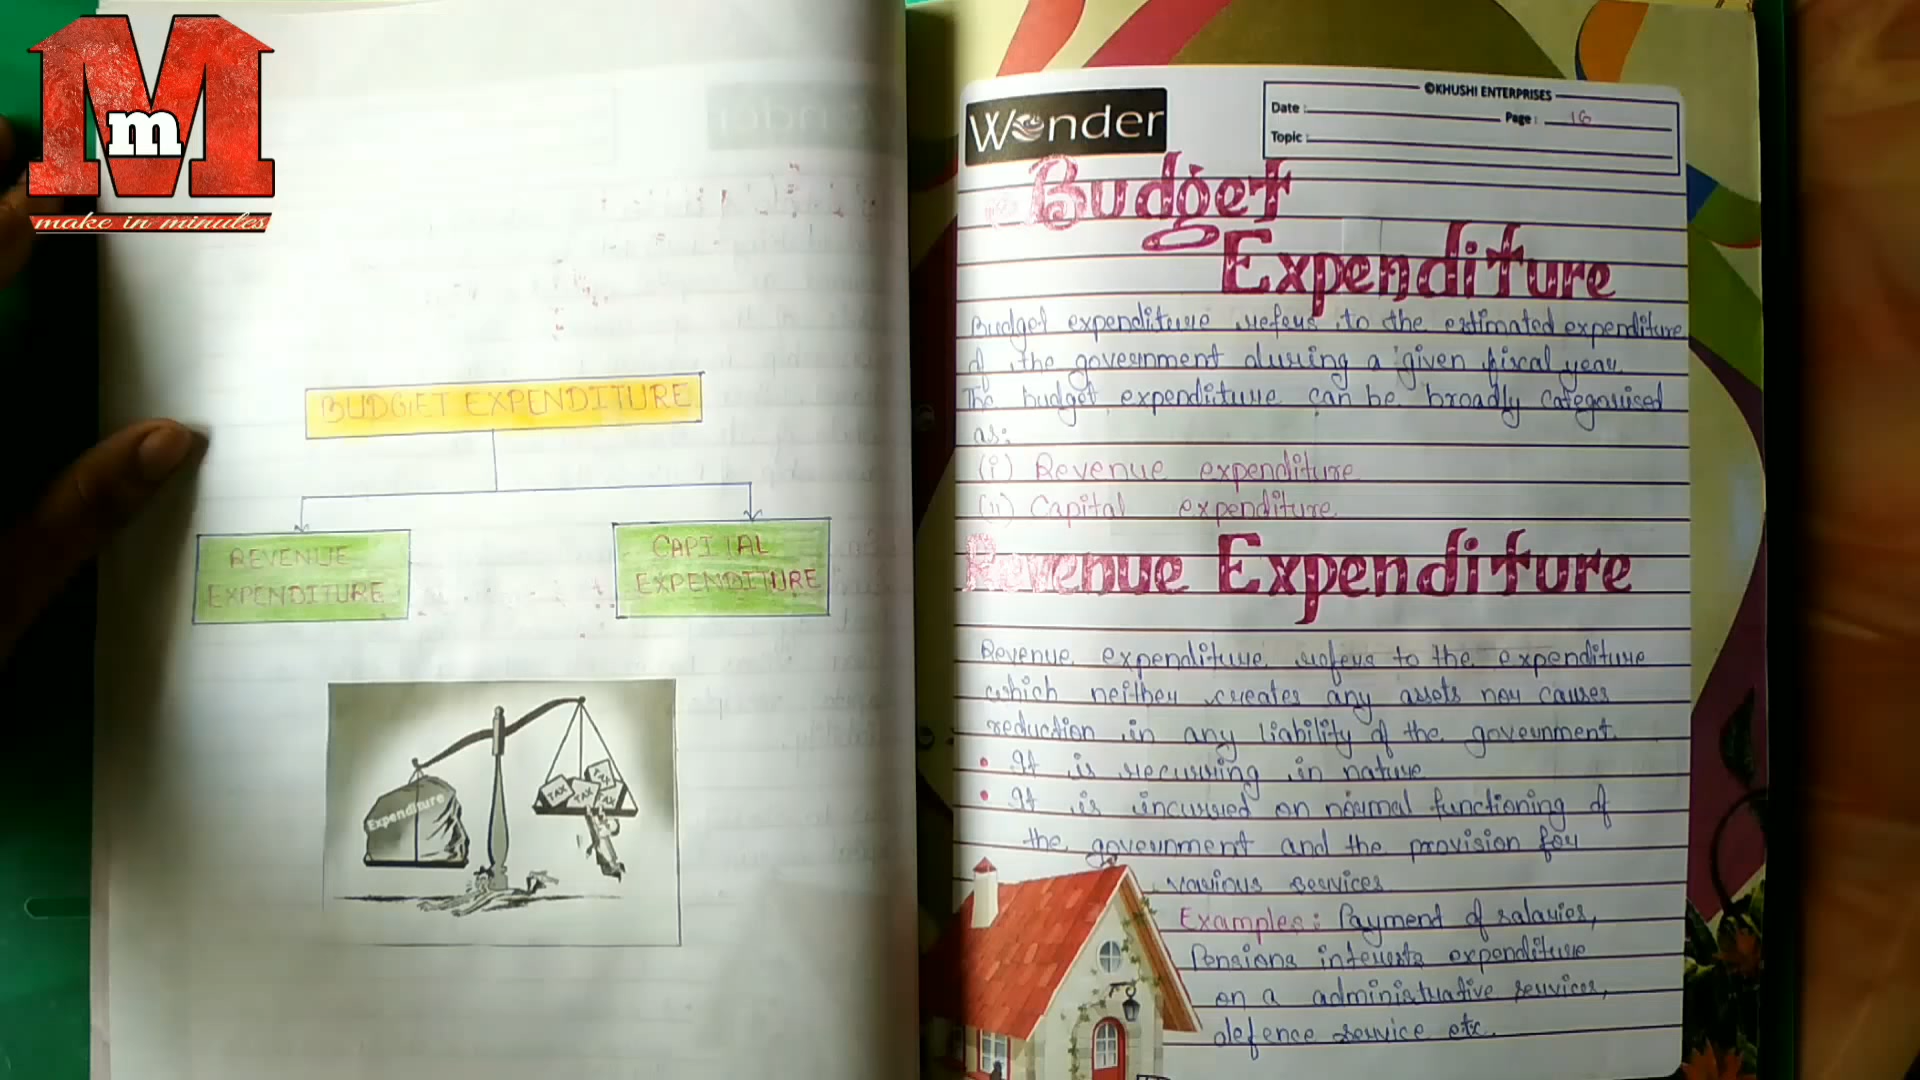 Mm
make in minutes
BUDGET EXPENDITURE
REVENUE
EXPENDITURE
CAPITAL
EXPENDITURE
Expenditure
TAX
TAX
TAX
TAX
Wonder
©KHUSHI ENTERPRISES
Date :
Page : 16
Topic :
Budget
Expenditure
Budget expenditure refers to the estimated expenditure
of the government during a given fiscal year
The budget expenditure can be broadly categorised
as:
(i) Revenue expenditure
(ii) Capital expenditure
Revenue Expenditure
Revenue expenditure refers to the expenditure
which neither creates any assets nor causes
reduction in any liability of the government.
• It is recurring in nature
• It is incurred on normal functioning of
the government and the provision for
various services
Examples: Payment of salaries,
Pensions interests expenditure
on a administrative services,
defence service etc.